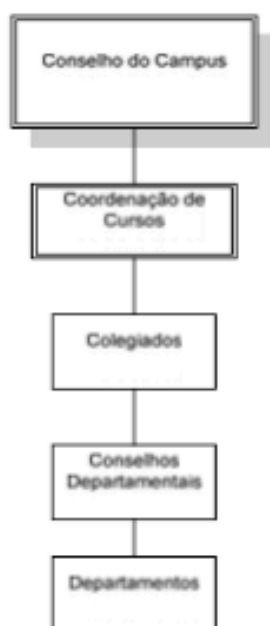 Conselho do Campus
Coordenação de
Cursos
Colegiados
Conselhos
Departamentais
Departamentos